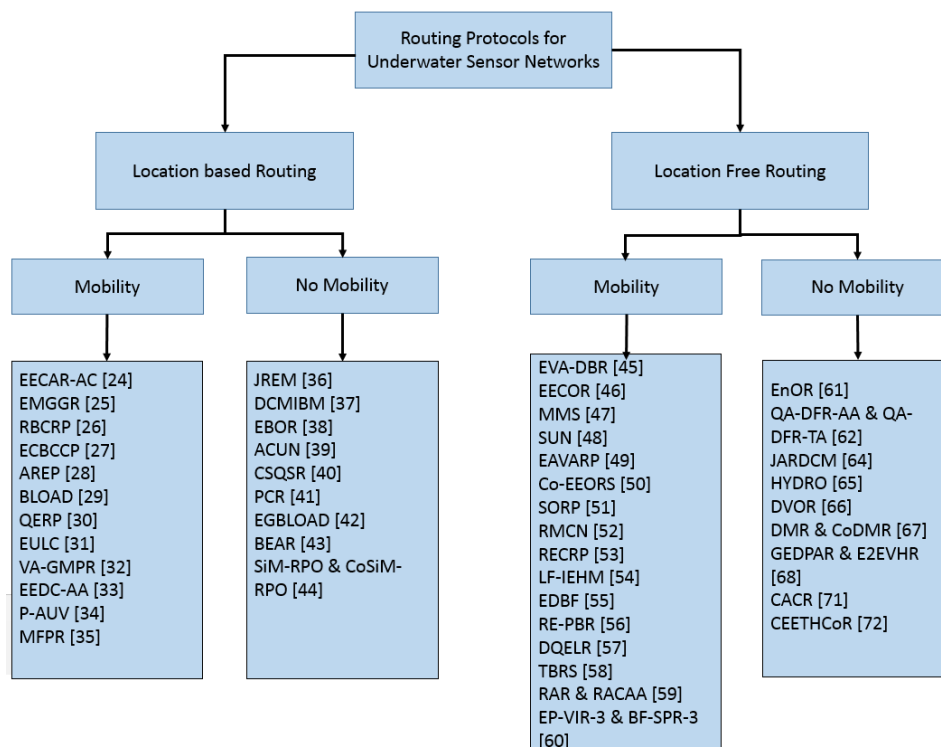 Routing Protocols for
Underwater Sensor Networks
Location based Routing
Location Free Routing
Mobility
No Mobility
Mobility
No Mobility
EECAR-AC [24]
EMGGR [25]
RBCRP [26]
ECBCCP [27]
AREP [28]
BLOAD [29]
QERP [30]
EULC [31]
VA-GMPR [32]
EEDC-AA [33]
P-AUV [34]
MFPR [35]
JREM [36]
DCMIBM [37]
EBOR [38]
ACUN [39]
CSQSR [40]
PCR [41]
EGBLOAD [42]
BEAR [43]
SiM-RPO & CoSiM-
RPO [44]
EVA-DBR [45]
EECOR [46]
MMS [47]
SUN [48]
EAVARP [49]
Co-EEORS [50]
SORP [51]
RMCN [52]
RECRP [53]
LF-IEHM [54]
EDBF [55]
RE-PBR [56]
DQELR [57]
TBRS [58]
RAR & RACAA [59]
EP-VIR-3 & BF-SPR-3
[60]
EnOR [61]
QA-DFR-AA & QA-
DFR-TA [62]
JARDCM [64]
HYDRO [65]
DVOR [66]
DMR & CoDMR [67]
GEDPAR & E2EVHR
[68]
CACR [71]
CEETHCoR [72]